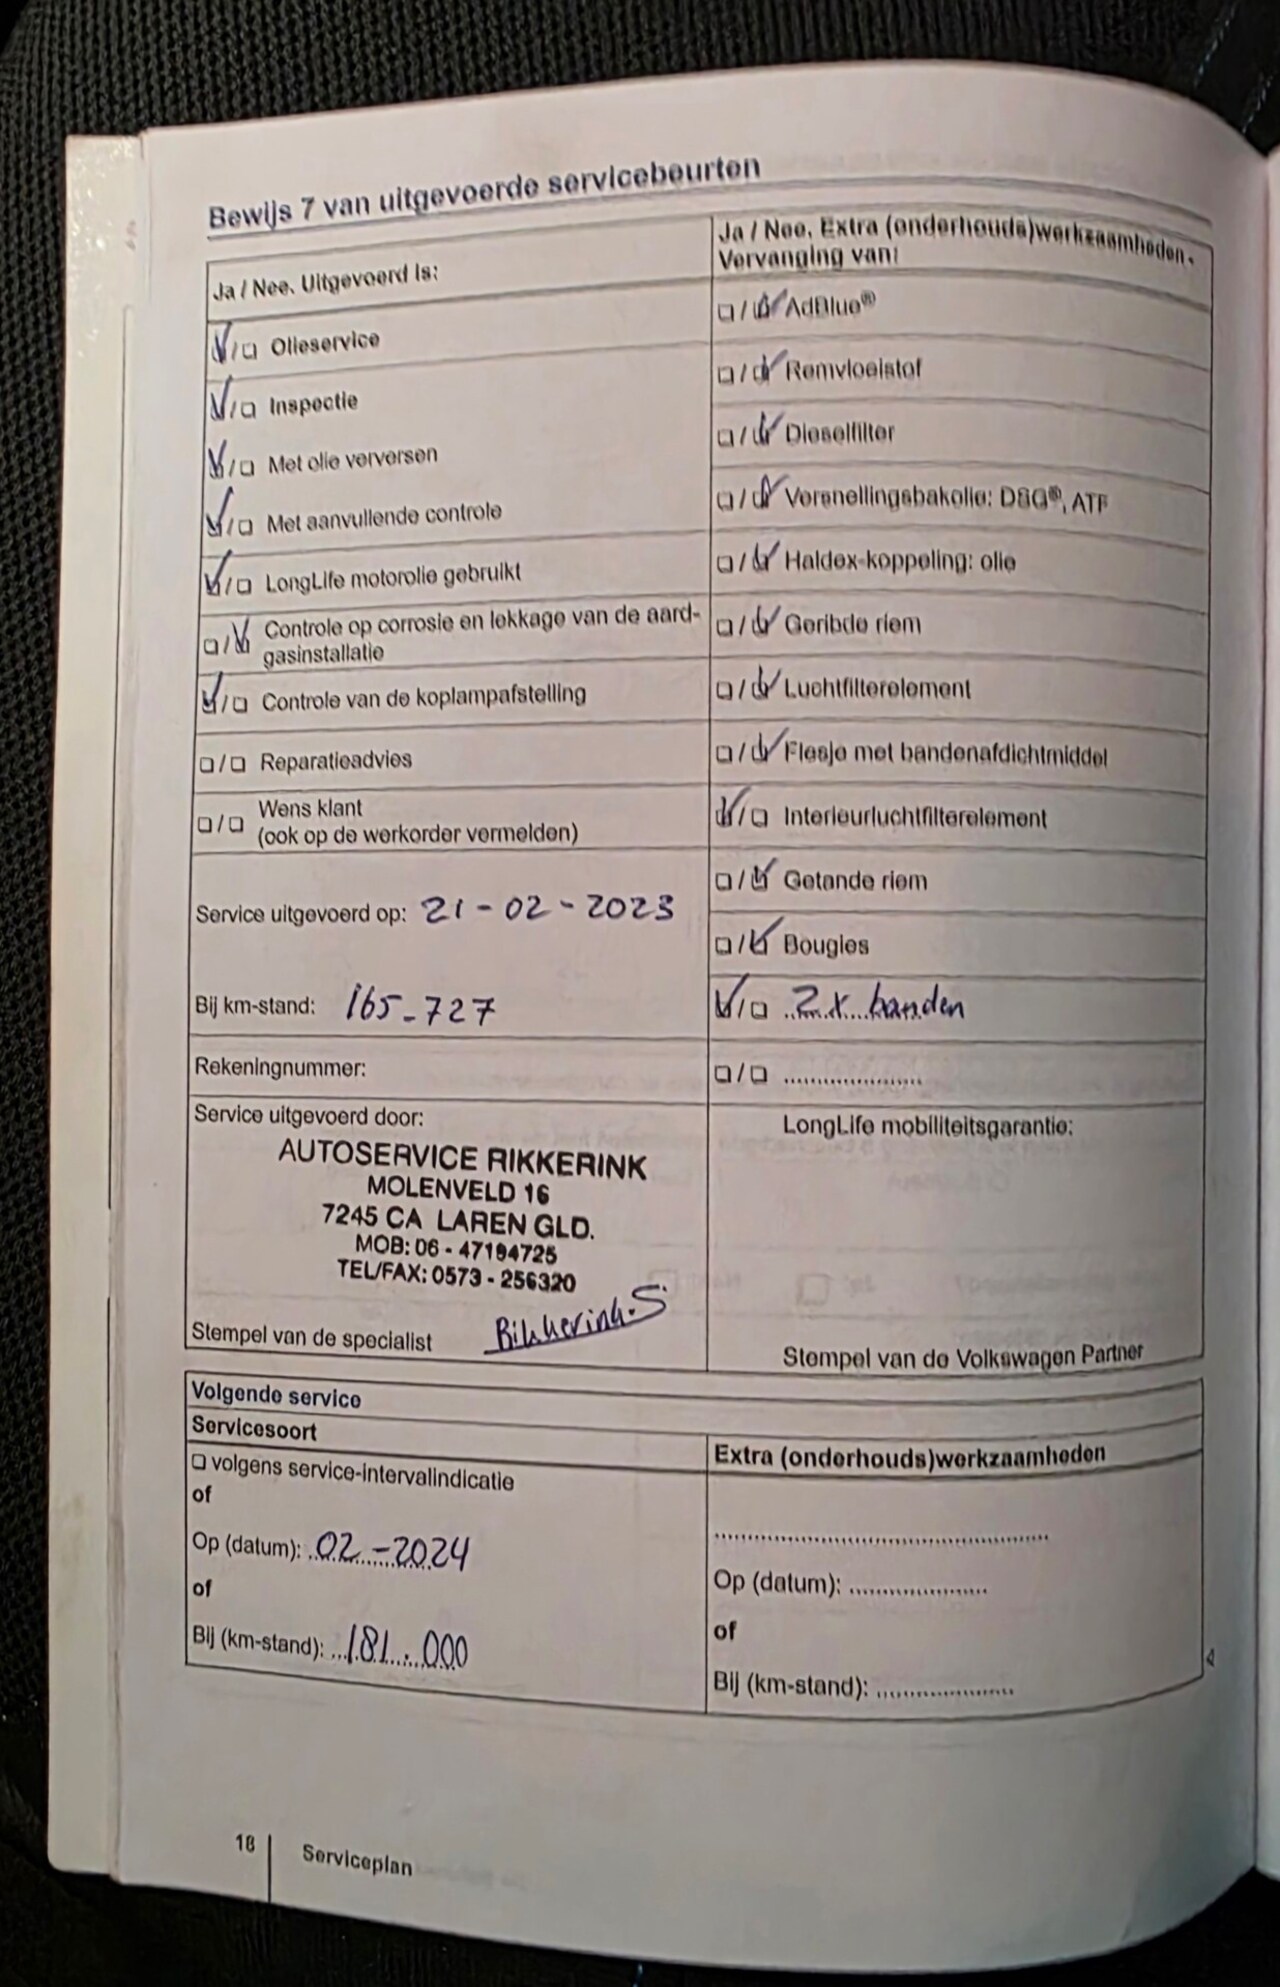 Bewijs 7 van uitgevoerde servicebeurten
Ja / Nee. Uitgevoerd is:
☑/☐ Olieservice
☑/☐ Inspectie
☑/☐ Met olie verversen
☑/☐ Met aanvullende controle
☑/☐ LongLife motorolie gebruikt
☐/☑ Controle op corrosie en lekkage van de aard-
gasinstallatie
☑/☐ Controle van de koplampafstelling
☐/☐ Reparatieadvies
☐/☐ Wens klant
(ook op de werkorder vermelden)
Service uitgevoerd op: 21-02-2023
Bij km-stand: 165-727
Rekeningnummer:
Service uitgevoerd door:
AUTOSERVICE RIKKERINK
MOLENVELD 16
7245 CA LAREN GLD.
MOB: 06 - 47194725
TEL/FAX: 0573 - 256320
Stempel van de specialist
Ja / Nee. Extra (onderhouds)werkzaamheden.
Vervanging van:
☐/☑ AdBlue®
☐/☑ Remvloeistof
☐/☑ Dieselfilter
☐/☑ Versnellingsbakolie: DSG®, ATF
☐/☑ Haldex-koppeling: olie
☐/☑ Geribde riem
☐/☑ Luchtfilterelement
☐/☑ Flesje met bandenafdichtmiddel
☑/☐ Interieurluchtfilterelement
☐/☑ Getande riem
☐/☑ Bougies
☑/☐ 2x banden
☐/☐ ......................
LongLife mobiliteitsgarantie:
Stempel van de Volkswagen Partner
Volgende service
Servicesoort
☐ volgens service-intervalindicatie
of
Op (datum): 02-2024
of
Bij (km-stand): 181.000
Extra (onderhouds)werkzaamheden
................................................
Op (datum): ......................
of
Bij (km-stand): ......................
18
Serviceplan